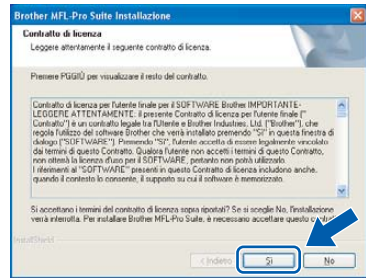 Brother MFL-Pro Suite Installazione
Contratto di licenza
Leggere attentamente il seguente contratto di licenza.
Premere PGGIÙ per visualizzare il resto del contratto.
Contratto di licenza per l'utente finale per il SOFTWARE Brother IMPORTANTE-
LEGGERE ATTENTAMENTE: il presente Contratto di licenza per l'utente finale ("
Contratto") è un contratto legale tra l'Utente e Brother Industries, Ltd. ("Brother"), che
regola l'utilizzo del software Brother che verrà installato premendo "Sì" in questa finestra di
dialogo ("SOFTWARE"). Premendo "Sì", l'utente accetta di essere legalmente vincolato
dai termini di questo Contratto. Qualora l'utente non accetti i termini di questo Contratto,
non otterrà la licenza d'uso per il SOFTWARE, pertanto non potrà utilizzarlo.
I riferimenti al "SOFTWARE" presenti in questo Contratto di licenza includono anche,
quando il contesto lo consente, il supporto su cui il software è memorizzato.
Si accettano i termini del contratto di licenza sopra riportati? Se si sceglie No, l'installazione
verrà interrotta. Per installare Brother MFL-Pro Suite, è necessario accettare questo
InstallShield
< Indietro
Sì
No